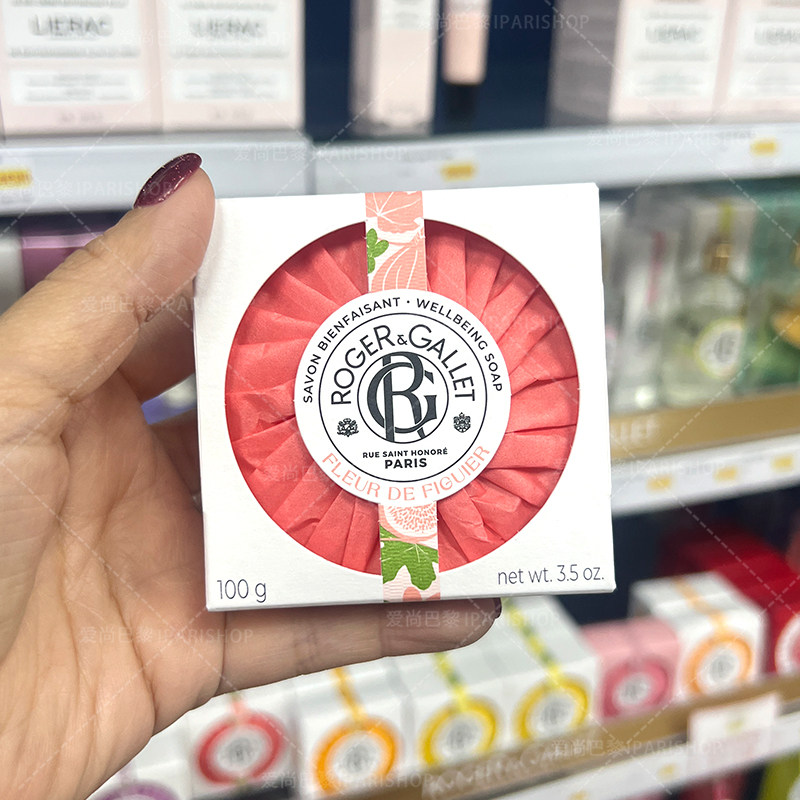 LIERAC
LIERAC
爱尚巴黎IPARISHOP
SAVON BIENFAISANT • WELLBEING SOAP
ROGER & GALLET
RG
RUE SAINT HONORÉ
PARIS
FLEUR DE FIGUIER
100 g
net wt. 3.5 oz.